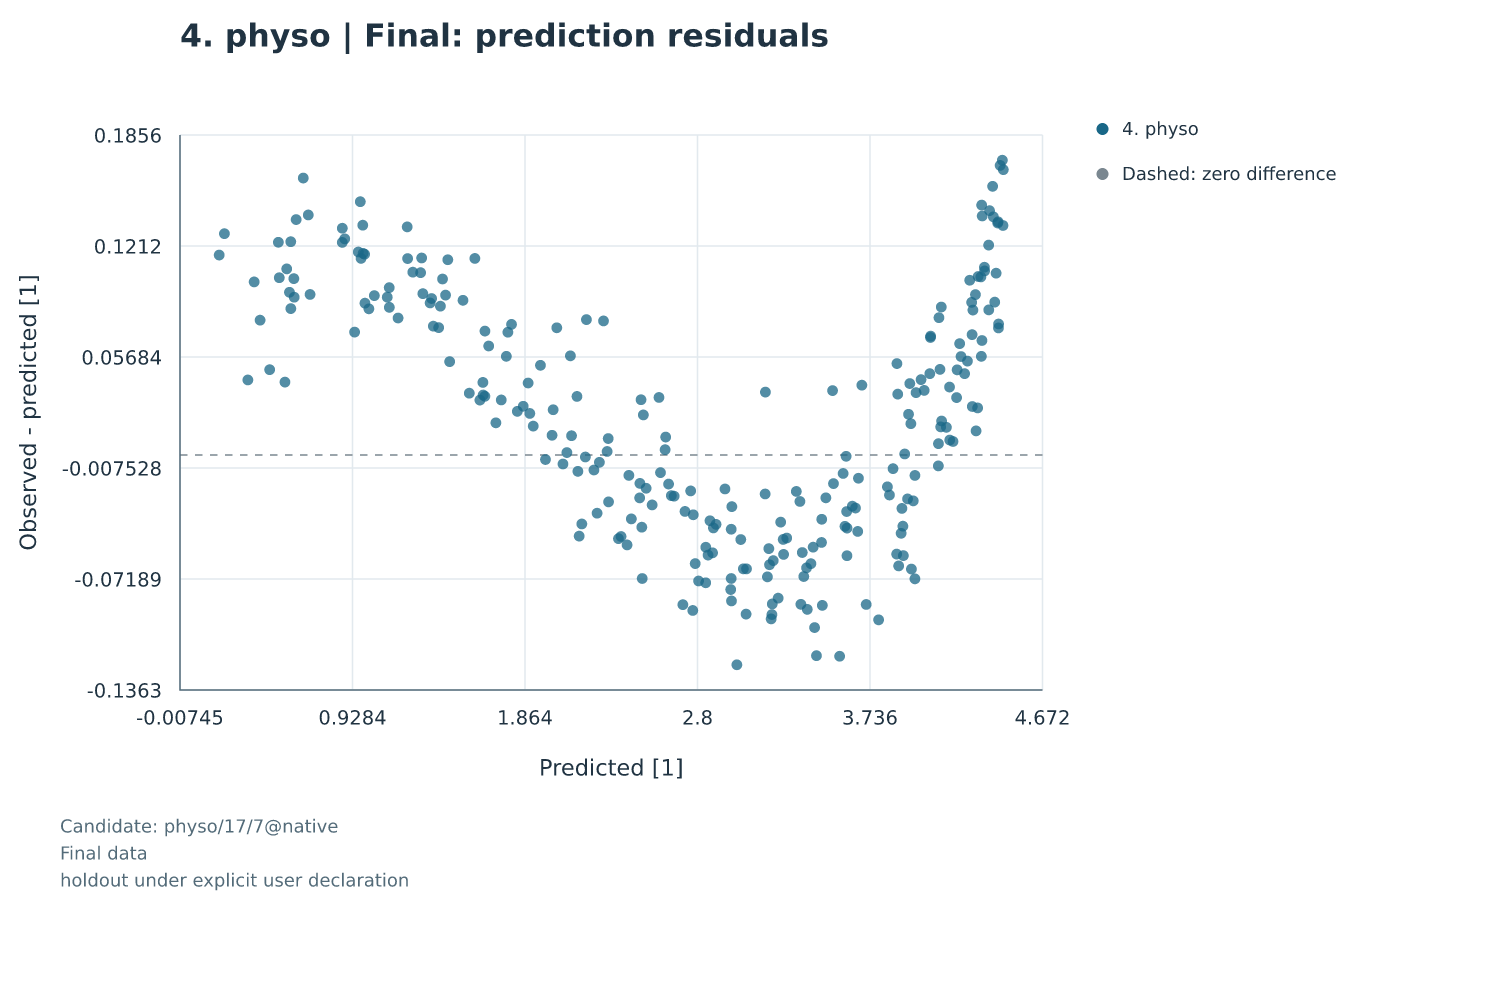 4. physo | Final: prediction residuals
4. physo
Dashed: zero difference
Observed - predicted [1]
0.1856
0.1212
0.05684
-0.007528
-0.07189
-0.1363
-0.00745 0.9284 1.864 2.8 3.736 4.672
Predicted [1]
Candidate: physo/17/7@native
Final data
holdout under explicit user declaration